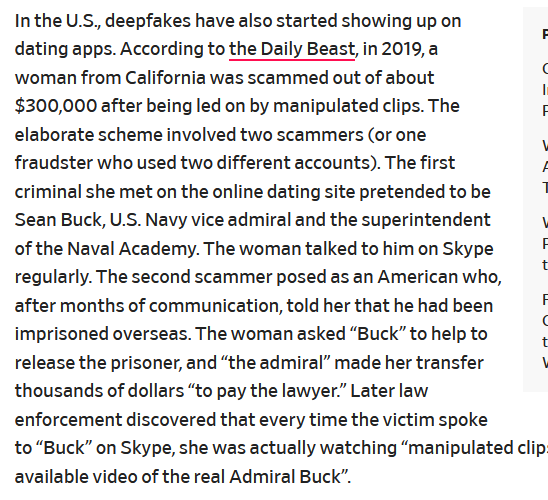 In the U.S., deepfakes have also started showing up on
dating apps. According to the Daily Beast, in 2019, a
woman from California was scammed out of about
$300,000 after being led on by manipulated clips. The
elaborate scheme involved two scammers (or one
fraudster who used two different accounts). The first
criminal she met on the online dating site pretended to be
Sean Buck, U.S. Navy vice admiral and the superintendent
of the Naval Academy. The woman talked to him on Skype
regularly. The second scammer posed as an American who,
after months of communication, told her that he had been
imprisoned overseas. The woman asked “Buck” to help to
release the prisoner, and “the admiral” made her transfer
thousands of dollars “to pay the lawyer.” Later law
enforcement discovered that every time the victim spoke
to “Buck” on Skype, she was actually watching “manipulated
available video of the real Admiral Buck”.